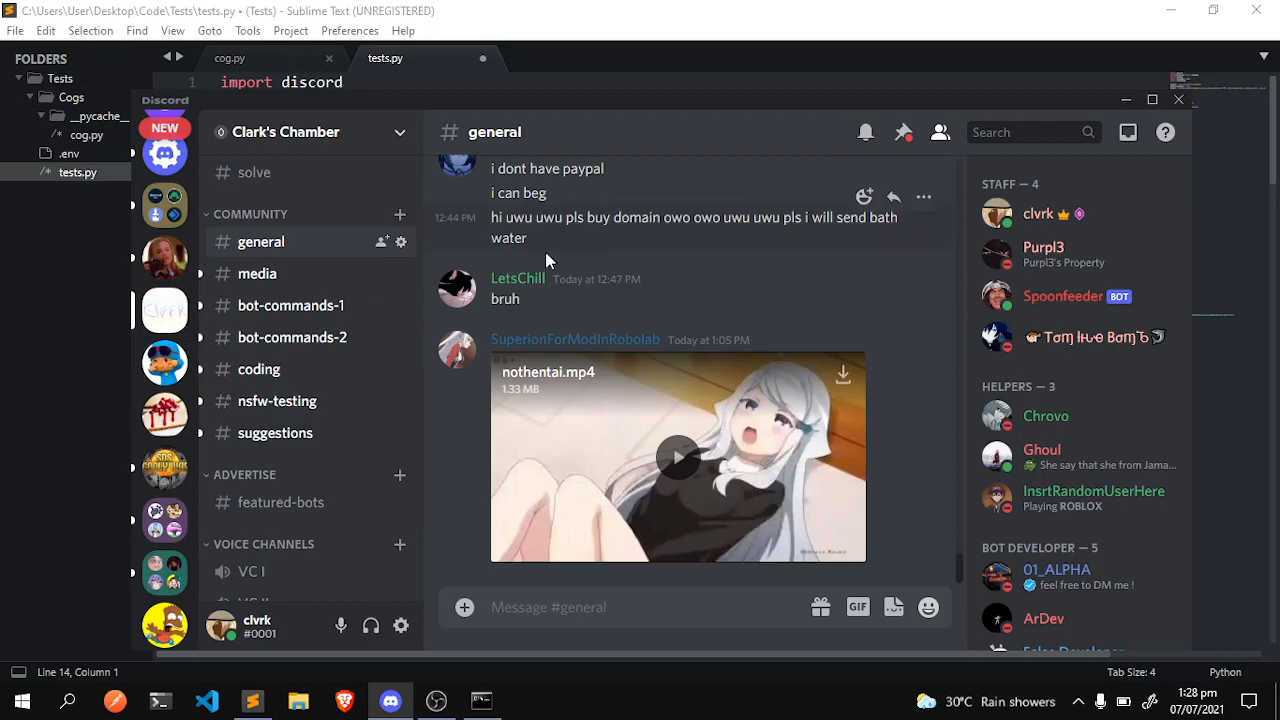 C:\Users\User\Desktop\Code\Tests\tests.py • (Tests) - Sublime Text (UNREGISTERED)
File Edit Selection Find View Goto Tools Project Preferences Help
FOLDERS
Tests
Cogs
__pycache__
cog.py
.env
tests.py
cog.py
tests.py
1 import discord
Discord
NEW
Clark's Chamber
# solve
COMMUNITY
# general
# media
# bot-commands-1
# bot-commands-2
# coding
# nsfw-testing
# suggestions
ADVERTISE
# featured-bots
VOICE CHANNELS
VC I
clvrk
#0001
# general
Search
i dont have paypal
i can beg
12:44 PM hi uwu uwu pls buy domain owo owo uwu uwu pls i will send bath
water
LetsChill Today at 12:47 PM
bruh
SuperionForModInRobolab Today at 1:05 PM
nothentai.mp4
1.33 MB
Message #general
GIF
STAFF — 4
clvrk
Purpl3
Purpl3's Property
Spoonfeeder BOT
HELPERS — 3
Chrovo
Ghoul
She say that she from Jama...
InsrtRandomUserHere
Playing ROBLOX
BOT DEVELOPER — 5
01_ALPHA
feel free to DM me !
ArDev
False Developer
Line 14, Column 1
Tab Size: 4
Python
30°C Rain showers
1:28 pm
07/07/2021